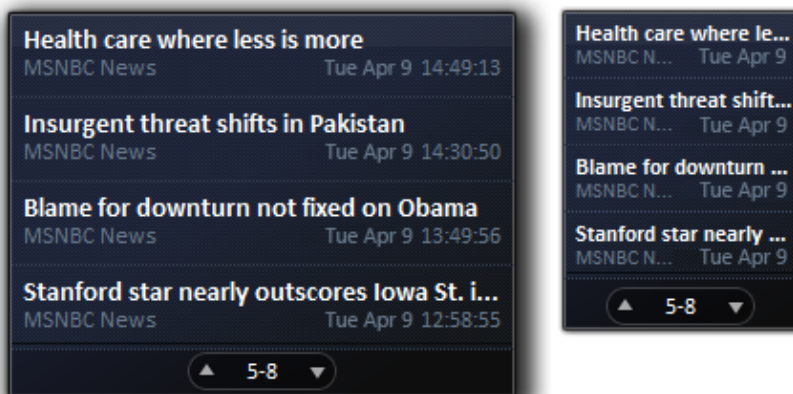 Health care where less is more
MSNBC News Tue Apr 9 14:49:13
Insurgent threat shifts in Pakistan
MSNBC News Tue Apr 9 14:30:50
Blame for downturn not fixed on Obama
MSNBC News Tue Apr 9 13:49:56
Stanford star nearly outscores Iowa St. i...
MSNBC News Tue Apr 9 12:58:55
5-8
Health care where le...
MSNBC N... Tue Apr 9
Insurgent threat shift...
MSNBC N... Tue Apr 9
Blame for downturn ...
MSNBC N... Tue Apr 9
Stanford star nearly ...
MSNBC N... Tue Apr 9
5-8